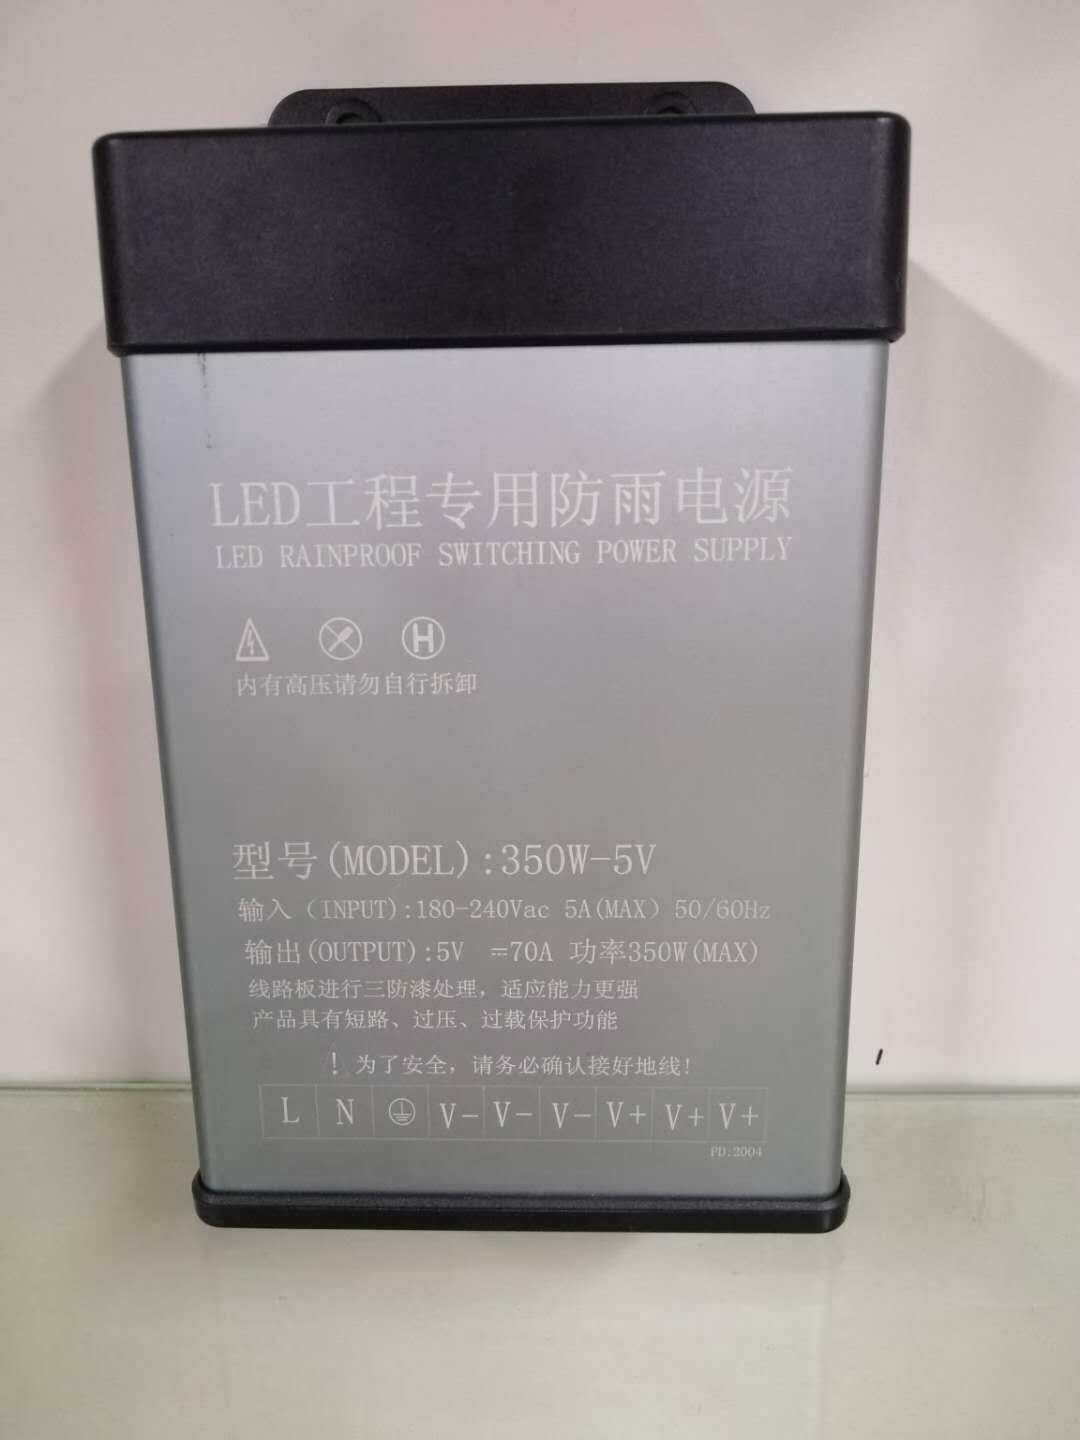 LED工程专用防雨电源
LED RAINPROOF SWITCHING POWER SUPPLY
H
内有高压请勿自行拆卸
型号(MODEL):350W-5V
输入（INPUT):180-240Vac 5A(MAX）50/60Hz
输出(OUTPUT):5V ⎓70A 功率350W(MAX)
线路板进行三防漆处理，适应能力更强
产品具有短路、过压、过载保护功能
！为了安全，请务必确认接好地线！
L N ⏚ V- V- V- V+ V+ V+
PD.2004